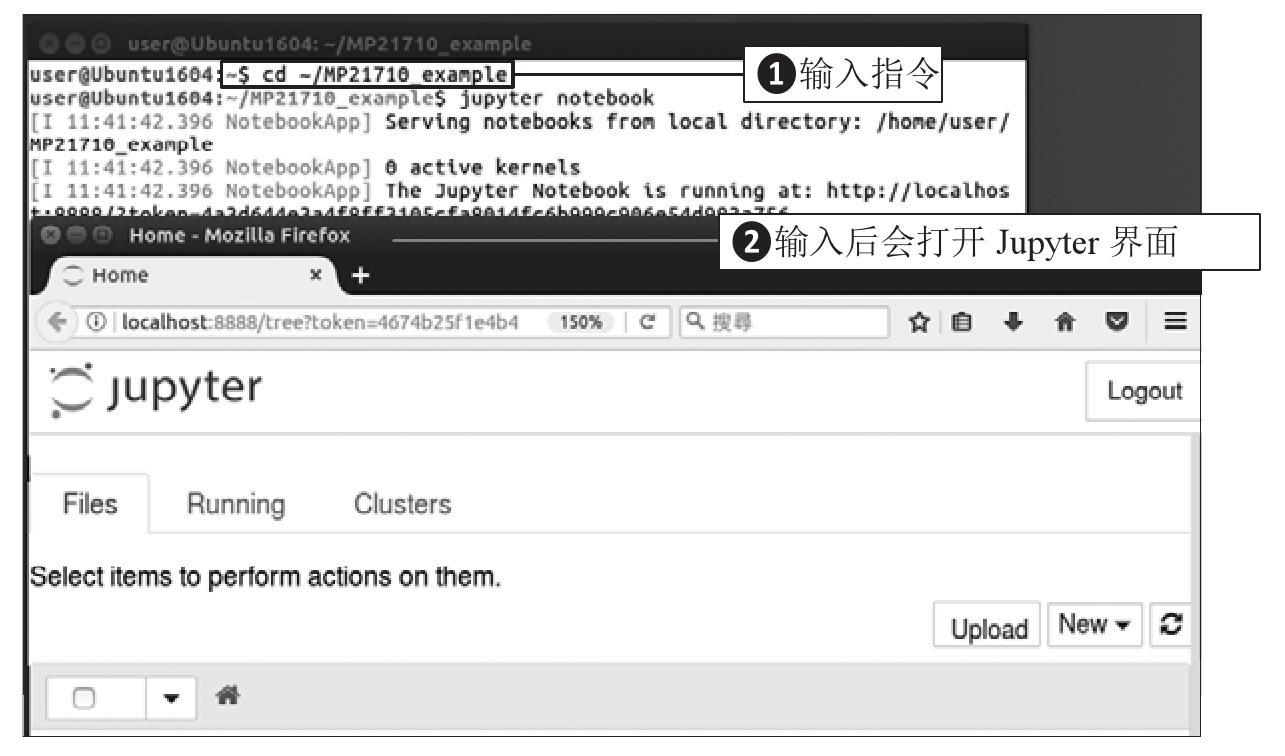 user@Ubuntu1604: ~/MP21710_example
user@Ubuntu1604:~$ cd ~/MP21710_example
❶输入指令
user@Ubuntu1604:~/MP21710_example$ jupyter notebook
[I 11:41:42.396 NotebookApp] Serving notebooks from local directory: /home/user/
MP21710_example
[I 11:41:42.396 NotebookApp] 0 active kernels
[I 11:41:42.396 NotebookApp] The Jupyter Notebook is running at: http://localhos
Home - Mozilla Firefox
❷输入后会打开 Jupyter 界面
Home × +
localhost:8888/tree?token=4674b25f1e4b4 150% 搜尋
jupyter
Logout
Files Running Clusters
Select items to perform actions on them.
Upload New